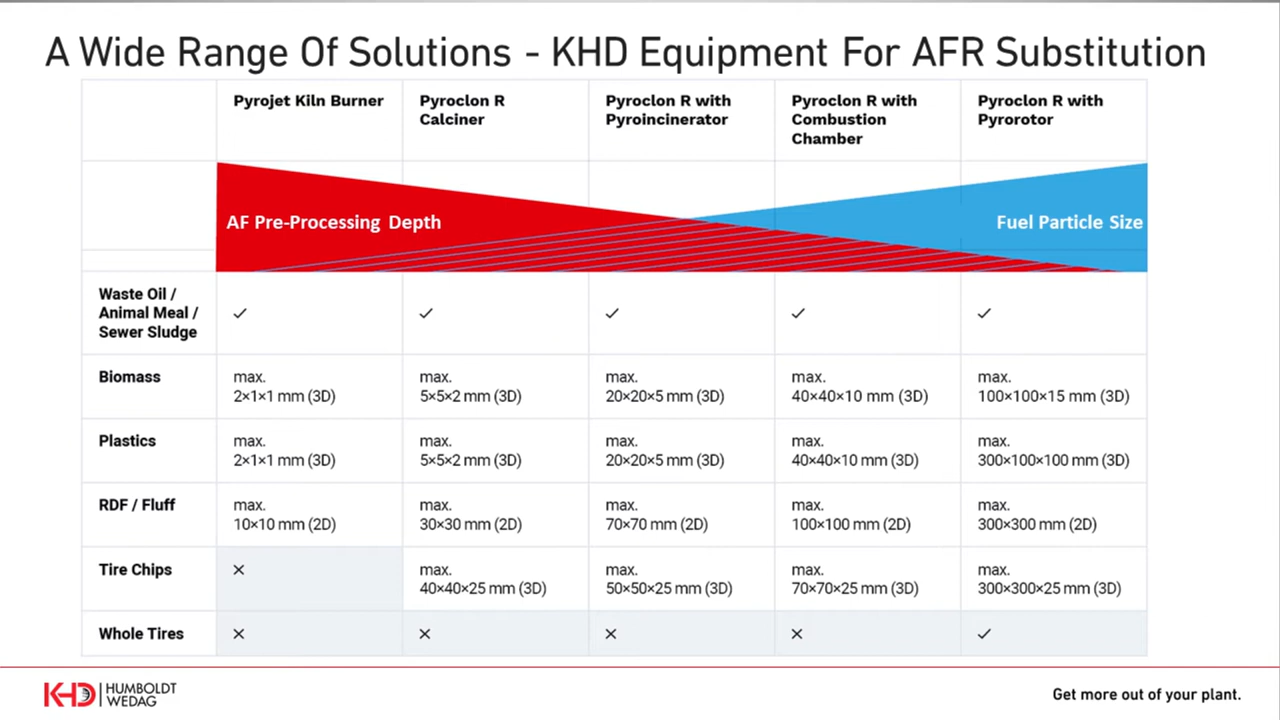 A Wide Range Of Solutions - KHD Equipment For AFR Substitution
Pyrojet Kiln Burner
Pyroclon R
Calciner
Pyroclon R with
Pyroincinerator
Pyroclon R with
Combustion
Chamber
Pyroclon R with
Pyrorotor
AF Pre-Processing Depth
Fuel Particle Size
Waste Oil /
Animal Meal /
Sewer Sludge
✓
✓
✓
✓
✓
Biomass
max.
2×1×1 mm (3D)
max.
5×5×2 mm (3D)
max.
20×20×5 mm (3D)
max.
40×40×10 mm (3D)
max.
100×100×15 mm (3D)
Plastics
max.
2×1×1 mm (3D)
max.
5×5×2 mm (3D)
max.
20×20×5 mm (3D)
max.
40×40×10 mm (3D)
max.
300×100×100 mm (3D)
RDF / Fluff
max.
10×10 mm (2D)
max.
30×30 mm (2D)
max.
70×70 mm (2D)
max.
100×100 mm (2D)
max.
300×300 mm (2D)
Tire Chips
×
max.
40×40×25 mm (3D)
max.
50×50×25 mm (3D)
max.
70×70×25 mm (3D)
max.
300×300×25 mm (3D)
Whole Tires
×
×
×
×
✓
KHD
HUMBOLDT
WEDAG
Get more out of your plant.